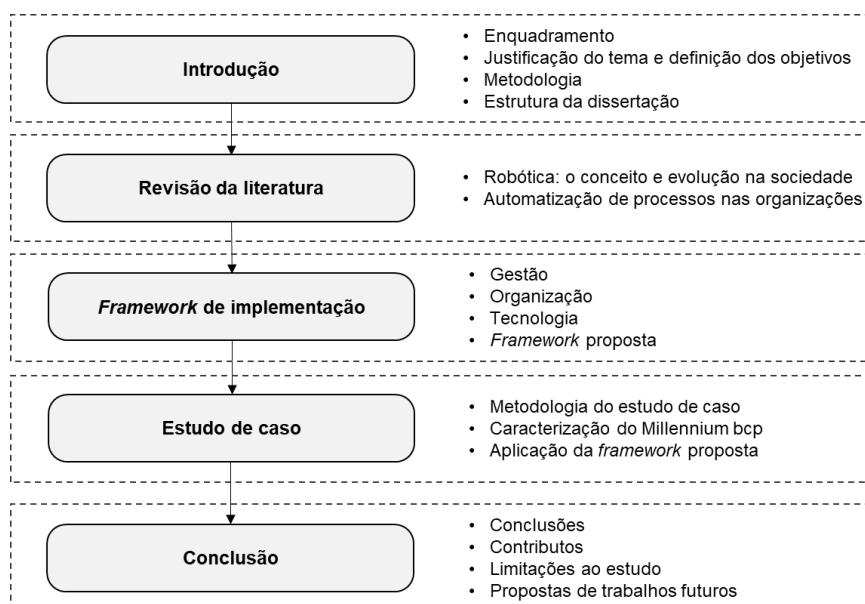 Introdução
• Enquadramento
• Justificação do tema e definição dos objetivos
• Metodologia
• Estrutura da dissertação
Revisão da literatura
• Robótica: o conceito e evolução na sociedade
• Automatização de processos nas organizações
Framework de implementação
• Gestão
• Organização
• Tecnologia
• Framework proposta
Estudo de caso
• Metodologia do estudo de caso
• Caracterização do Millennium bcp
• Aplicação da framework proposta
Conclusão
• Conclusões
• Contributos
• Limitações ao estudo
• Propostas de trabalhos futuros